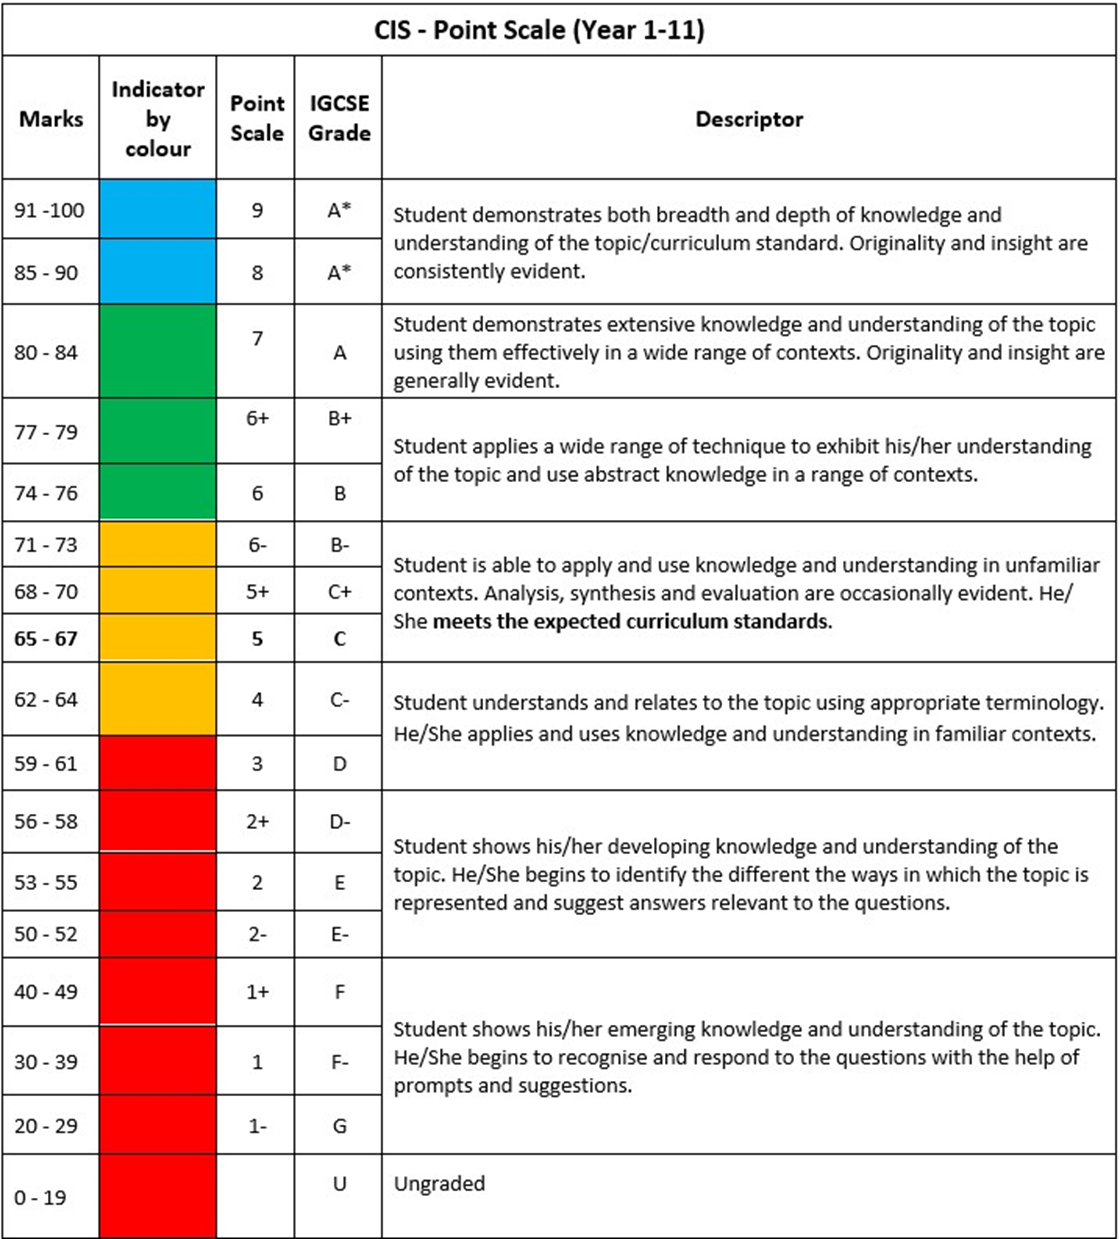 CIS - Point Scale (Year 1-11)
Marks
Indicator
by
colour
Point
Scale
IGCSE
Grade
Descriptor
91 -100 9 A*
85 - 90 8 A*
Student demonstrates both breadth and depth of knowledge and
understanding of the topic/curriculum standard. Originality and insight are
consistently evident.
80 - 84 7 A
Student demonstrates extensive knowledge and understanding of the topic
using them effectively in a wide range of contexts. Originality and insight are
generally evident.
77 - 79 6+ B+
74 - 76 6 B
Student applies a wide range of technique to exhibit his/her understanding
of the topic and use abstract knowledge in a range of contexts.
71 - 73 6- B-
68 - 70 5+ C+
65 - 67 5 C
Student is able to apply and use knowledge and understanding in unfamiliar
contexts. Analysis, synthesis and evaluation are occasionally evident. He/
She meets the expected curriculum standards.
62 - 64 4 C-
59 - 61 3 D
Student understands and relates to the topic using appropriate terminology.
He/She applies and uses knowledge and understanding in familiar contexts.
56 - 58 2+ D-
53 - 55 2 E
50 - 52 2- E-
Student shows his/her developing knowledge and understanding of the
topic. He/She begins to identify the different the ways in which the topic is
represented and suggest answers relevant to the questions.
40 - 49 1+ F
30 - 39 1 F-
20 - 29 1- G
Student shows his/her emerging knowledge and understanding of the topic.
He/She begins to recognise and respond to the questions with the help of
prompts and suggestions.
0 - 19 U Ungraded